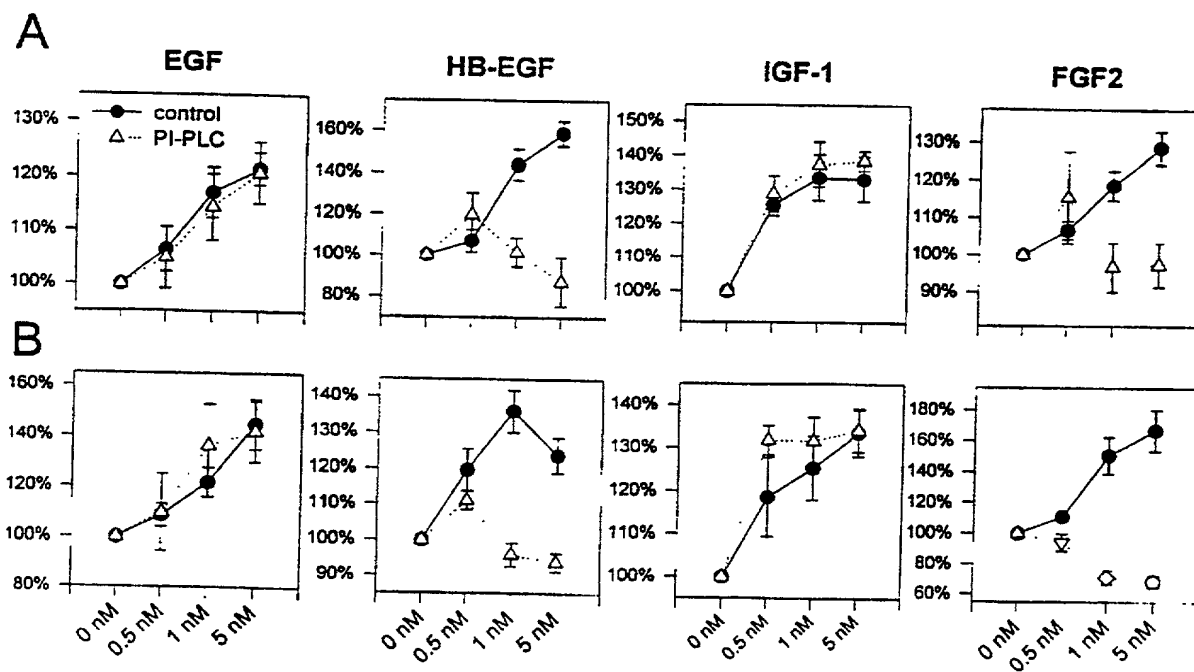 A
EGF
HB-EGF
IGF-1
FGF2
control
PI-PLC
130%
120%
110%
100%
160%
140%
120%
100%
80%
150%
140%
130%
120%
110%
100%
130%
120%
110%
100%
90%
B
160%
140%
120%
100%
80%
140%
130%
120%
110%
100%
90%
140%
130%
120%
110%
100%
180%
160%
140%
120%
100%
80%
60%
0 nM
0.5 nM
1 nM
5 nM
0 nM
0.5 nM
1 nM
5 nM
0 nM
0.5 nM
1 nM
5 nM
0 nM
0.5 nM
1 nM
5 nM